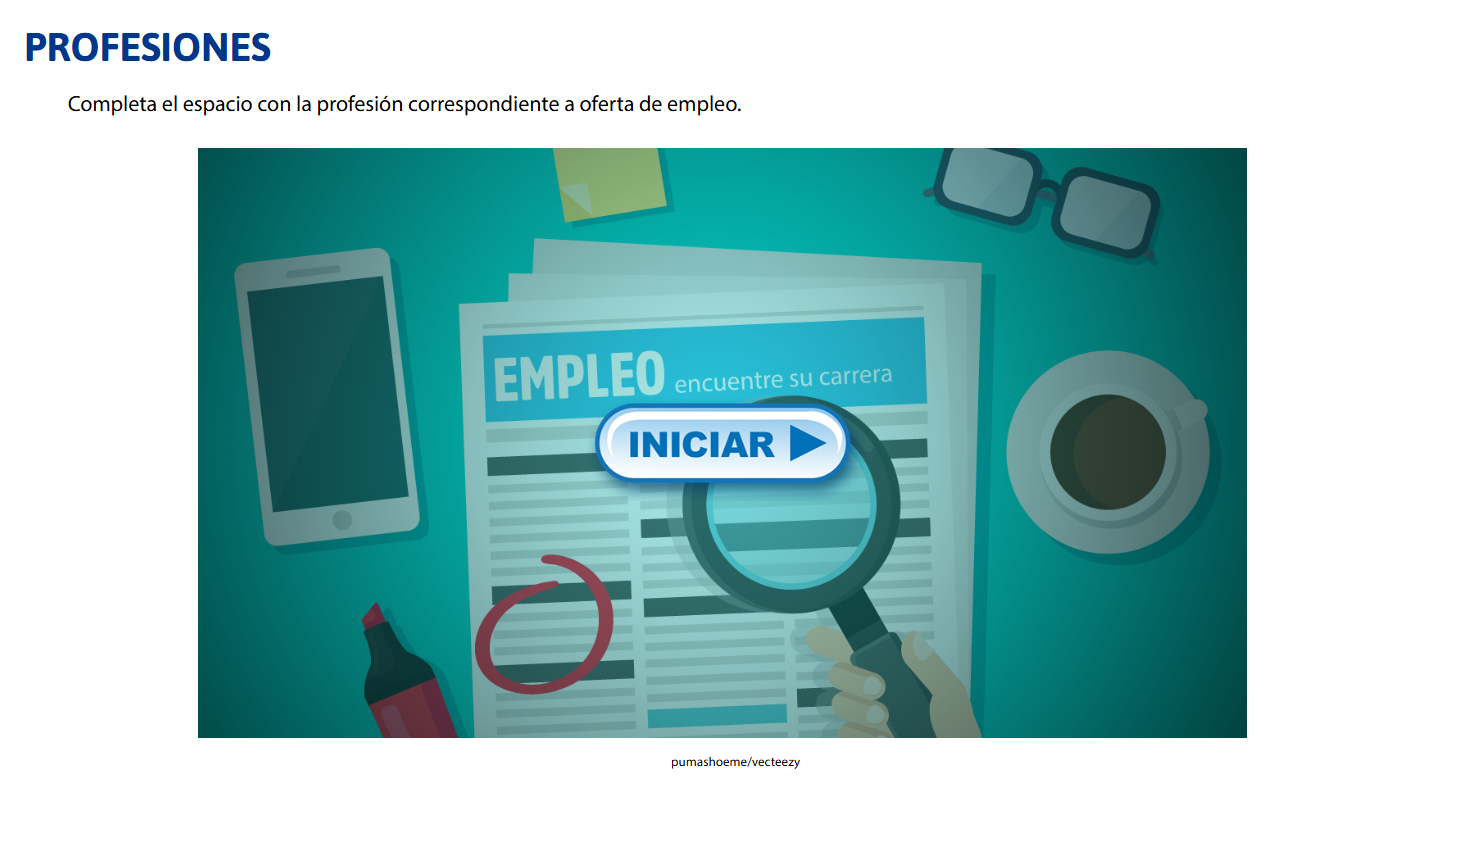 PROFESIONES
Completa el espacio con la profesión correspondiente a oferta de empleo.
EMPLEO encuentre su carrera
INICIAR
pumashoeme/vecteezy